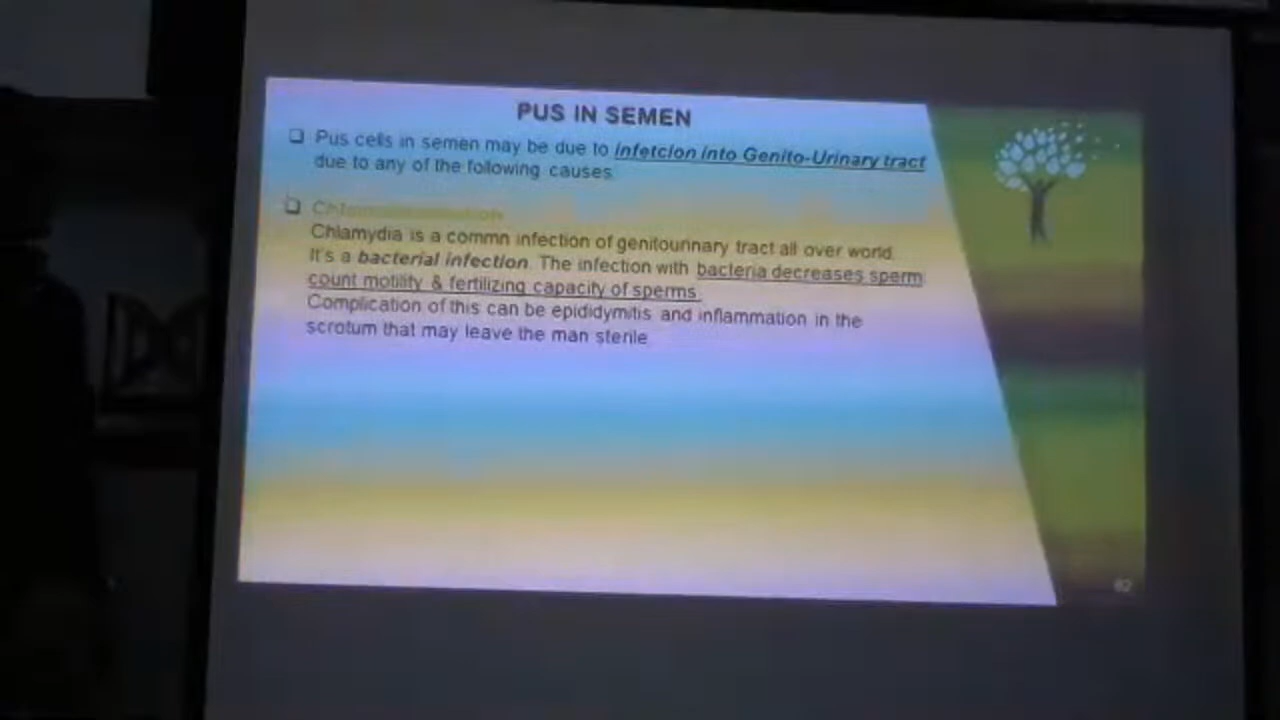 PUS IN SEMEN
❑ Pus cells in semen may be due to infetcion into Genito-Urinary tract
due to any of the following causes
❑
Chlamydia is a commn infection of genitourinary tract all over world.
It's a bacterial infection. The infection with bacteria decreases sperm
count motility & fertilizing capacity of sperms.
Complication of this can be epididymitis and inflammation in the
scrotum that may leave the man sterile
62